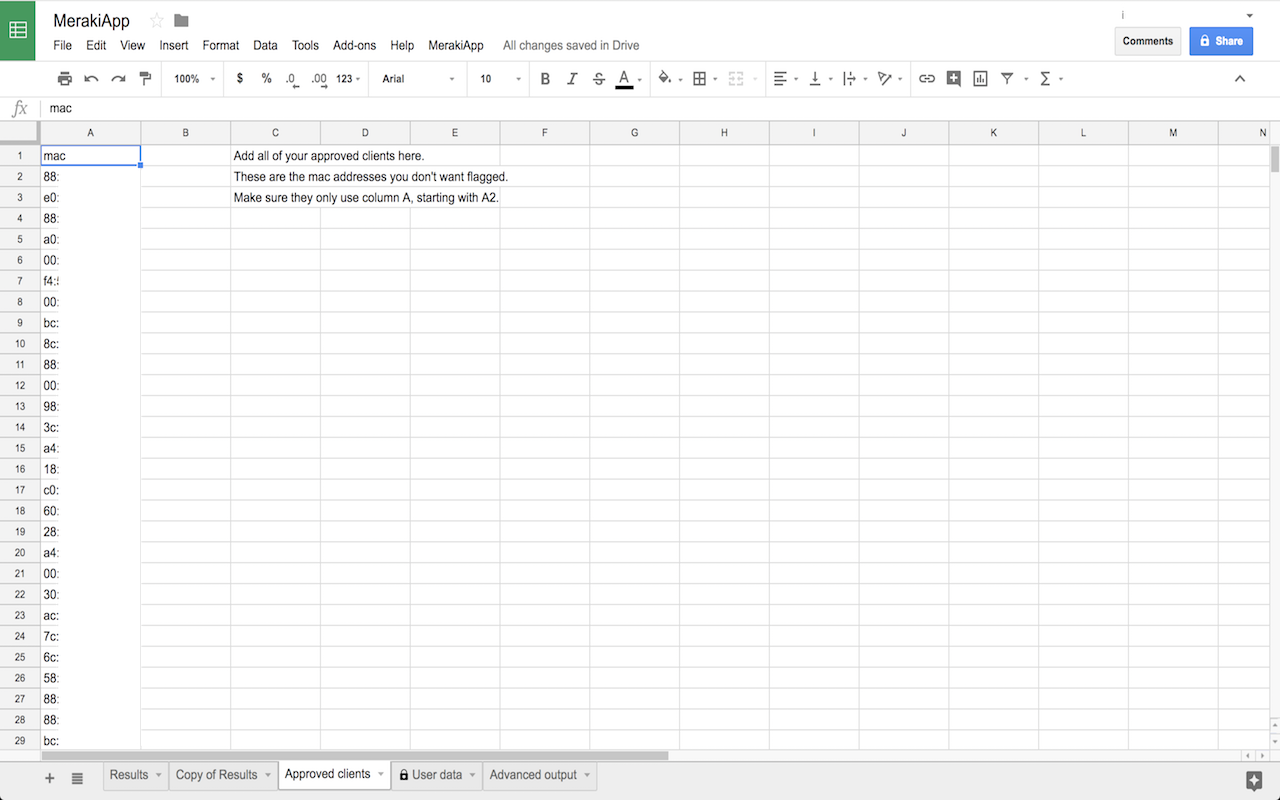 MerakiApp
File Edit View Insert Format Data Tools Add-ons Help MerakiApp All changes saved in Drive
Comments Share
100% $ % .0 .00 123 Arial 10 B I S A
fx mac
A B C D E F G H I J K L M N
1 mac Add all of your approved clients here.
2 88: These are the mac addresses you don't want flagged.
3 e0: Make sure they only use column A, starting with A2.
4 88:
5 a0:
6 00:
7 f4:
8 00:
9 bc:
10 8c:
11 88:
12 00:
13 98:
14 3c:
15 a4:
16 18:
17 c0:
18 60:
19 28:
20 a4:
21 00:
22 30:
23 ac:
24 7c:
25 6c:
26 58:
27 88:
28 88:
29 bc:
Results Copy of Results Approved clients User data Advanced output